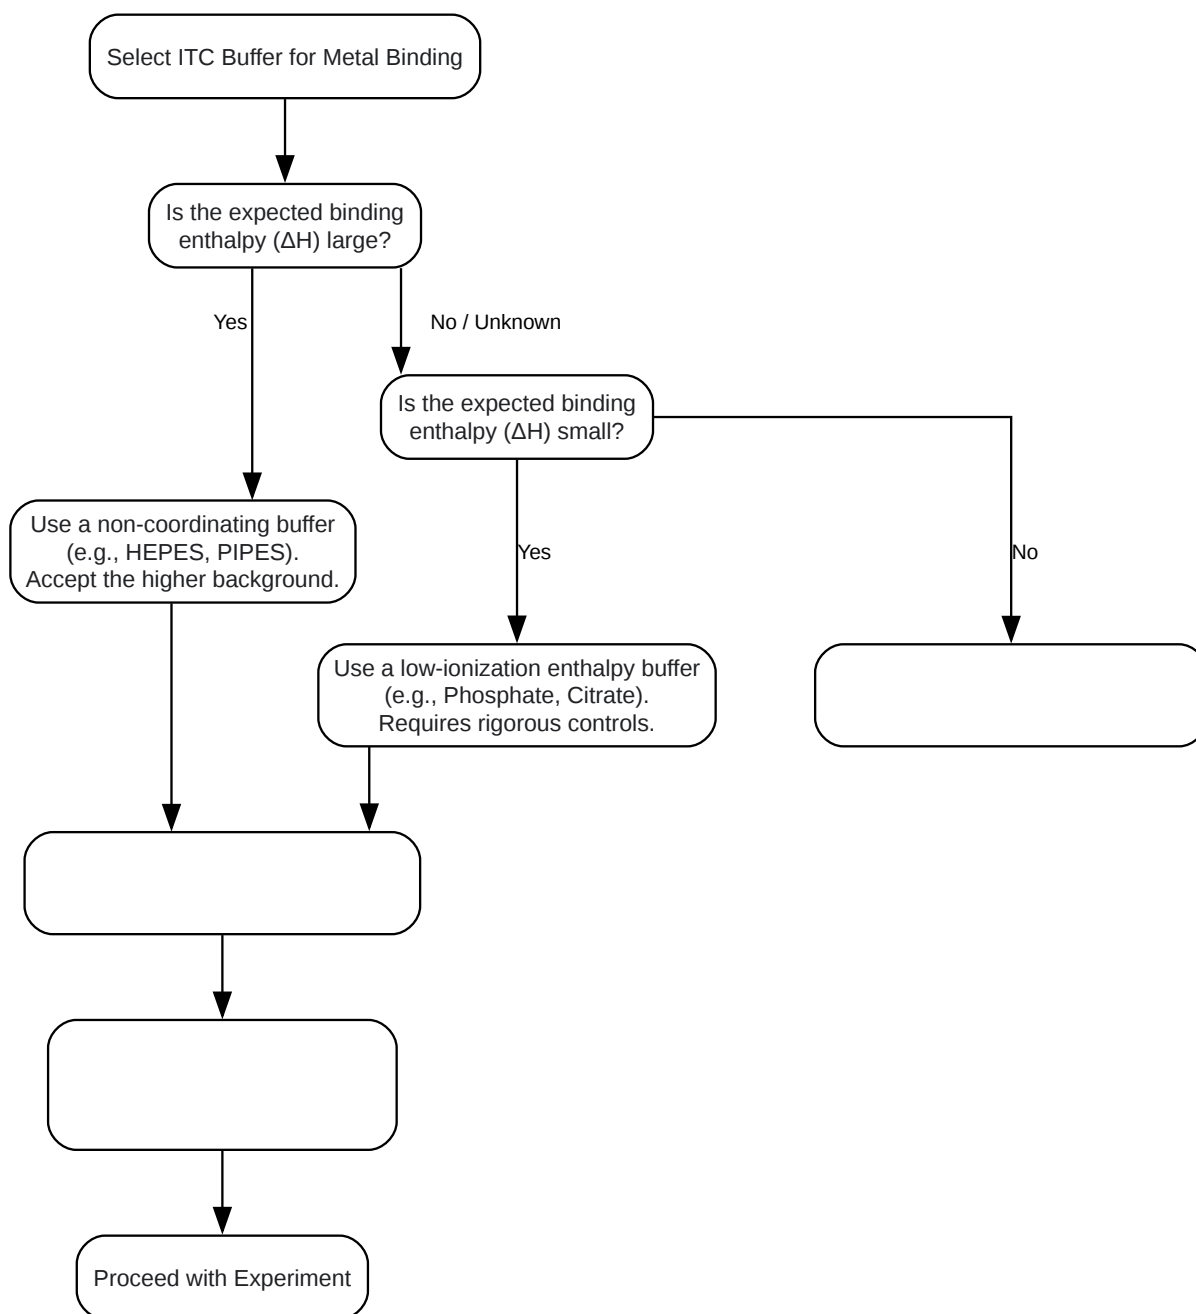 Select ITC Buffer for Metal Binding
Is the expected binding
enthalpy (ΔH) large?
Yes
No / Unknown
Is the expected binding
enthalpy (ΔH) small?
Use a non-coordinating buffer
(e.g., HEPES, PIPES).
Accept the higher background.
Yes
No
Use a low-ionization enthalpy buffer
(e.g., Phosphate, Citrate).
Requires rigorous controls.
Proceed with Experiment